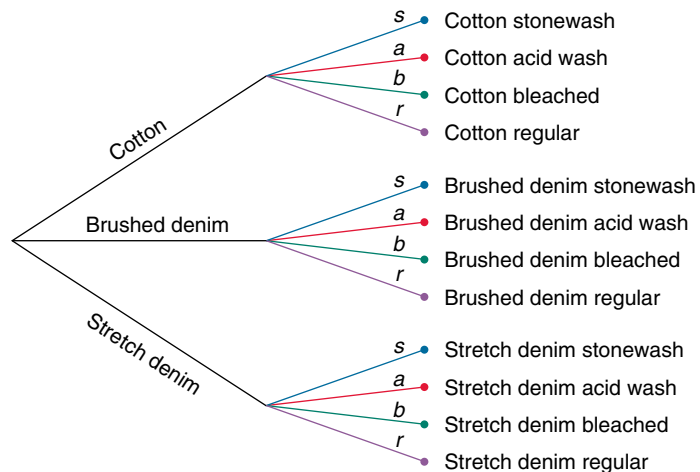 s Cotton stonewash
a Cotton acid wash
b Cotton bleached
r Cotton regular
Cotton
s Brushed denim stonewash
a Brushed denim acid wash
Brushed denim
b Brushed denim bleached
r Brushed denim regular
Stretch denim
s Stretch denim stonewash
a Stretch denim acid wash
b Stretch denim bleached
r Stretch denim regular